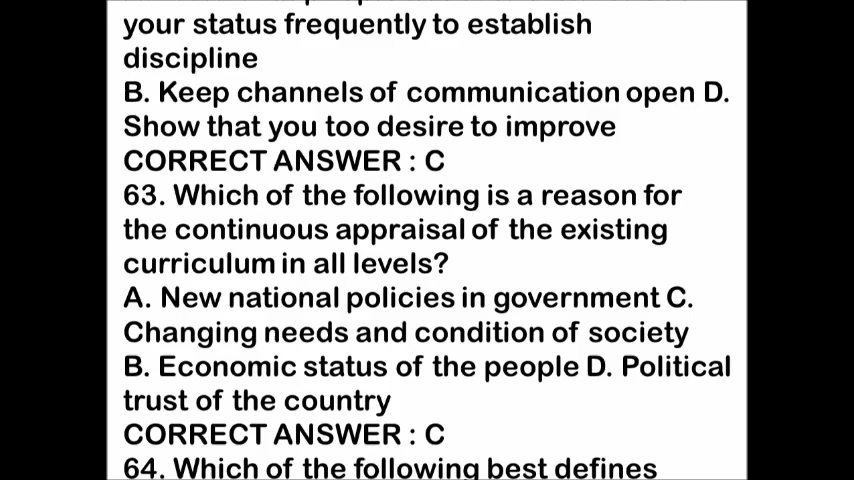 your status frequently to establish
discipline
B. Keep channels of communication open D.
Show that you too desire to improve
CORRECT ANSWER : C
63. Which of the following is a reason for
the continuous appraisal of the existing
curriculum in all levels?
A. New national policies in government C.
Changing needs and condition of society
B. Economic status of the people D. Political
trust of the country
CORRECT ANSWER : C
64. Which of the following best defines